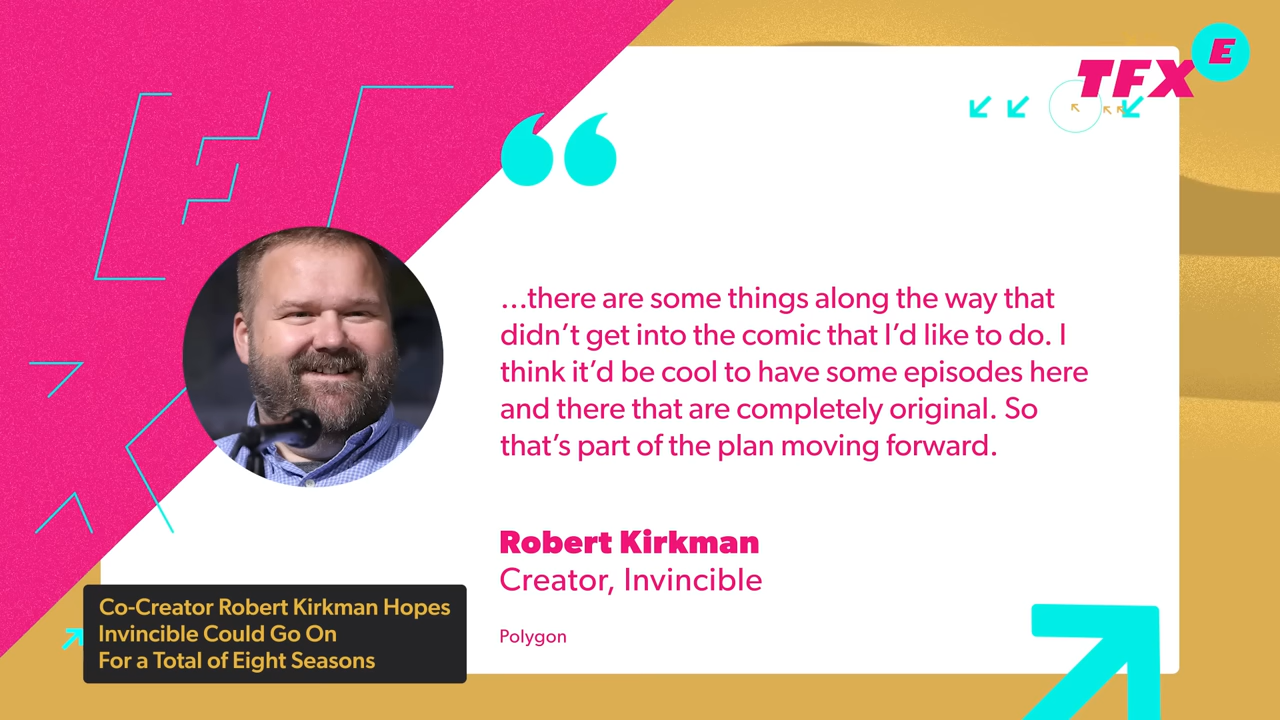 TFX
E
“
…there are some things along the way that
didn’t get into the comic that I’d like to do. I
think it’d be cool to have some episodes here
and there that are completely original. So
that’s part of the plan moving forward.
Robert Kirkman
Creator, Invincible
Polygon
Co-Creator Robert Kirkman Hopes
Invincible Could Go On
For a Total of Eight Seasons